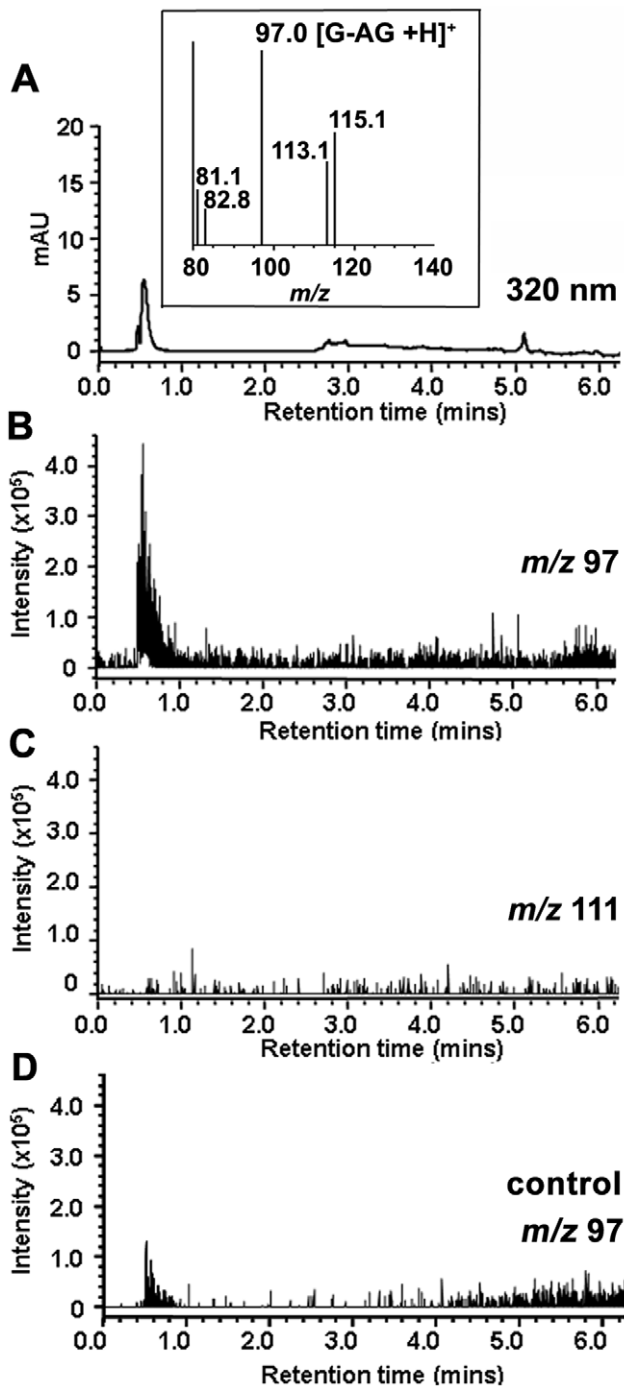 A
97.0 [G-AG +H]+
115.1
113.1
81.1
82.8
80 100 120 140
m/z
20
15
10
5
0
mAU
320 nm
0.0 1.0 2.0 3.0 4.0 5.0 6.0
Retention time (mins)
B
4.0
3.0
2.0
1.0
0
Intensity (x10⁵)
m/z 97
0.0 1.0 2.0 3.0 4.0 5.0 6.0
Retention time (mins)
C
4.0
3.0
2.0
1.0
0
Intensity (x10⁵)
m/z 111
0.0 1.0 2.0 3.0 4.0 5.0 6.0
Retention time (mins)
D
4.0
3.0
2.0
1.0
0
Intensity (x10⁵)
control
m/z 97
0.0 1.0 2.0 3.0 4.0 5.0 6.0
Retention time (mins)